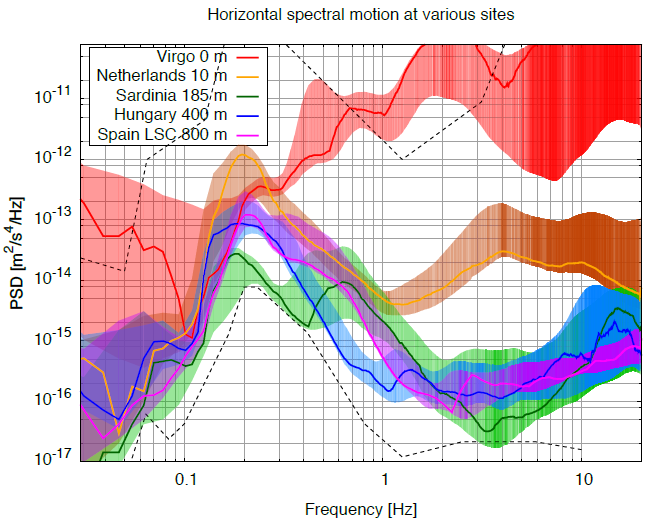 Horizontal spectral motion at various sites
Virgo 0 m
Netherlands 10 m
Sardinia 185 m
Hungary 400 m
Spain LSC 800 m
10⁻¹¹
10⁻¹²
10⁻¹³
10⁻¹⁴
10⁻¹⁵
10⁻¹⁶
10⁻¹⁷
PSD [m²/s⁴/Hz]
0.1 1 10
Frequency [Hz]